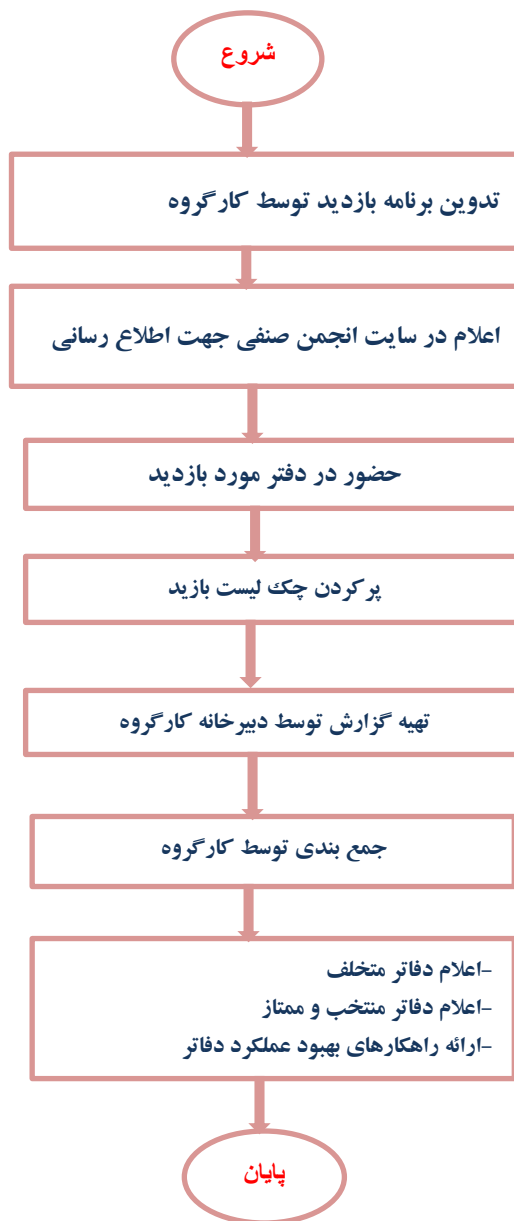 شروع
تدوین برنامه بازدید توسط کارگروه
اعلام در سایت انجمن صنفی جهت اطلاع رسانی
حضور در دفتر مورد بازدید
پرکردن چک لیست بازید
تهیه گزارش توسط دبیرخانه کارگروه
جمع بندی توسط کارگروه
-اعلام دفاتر متخلف
-اعلام دفاتر منتخب و ممتاز
-ارائه راهکارهای بهبود عملکرد دفاتر
پایان